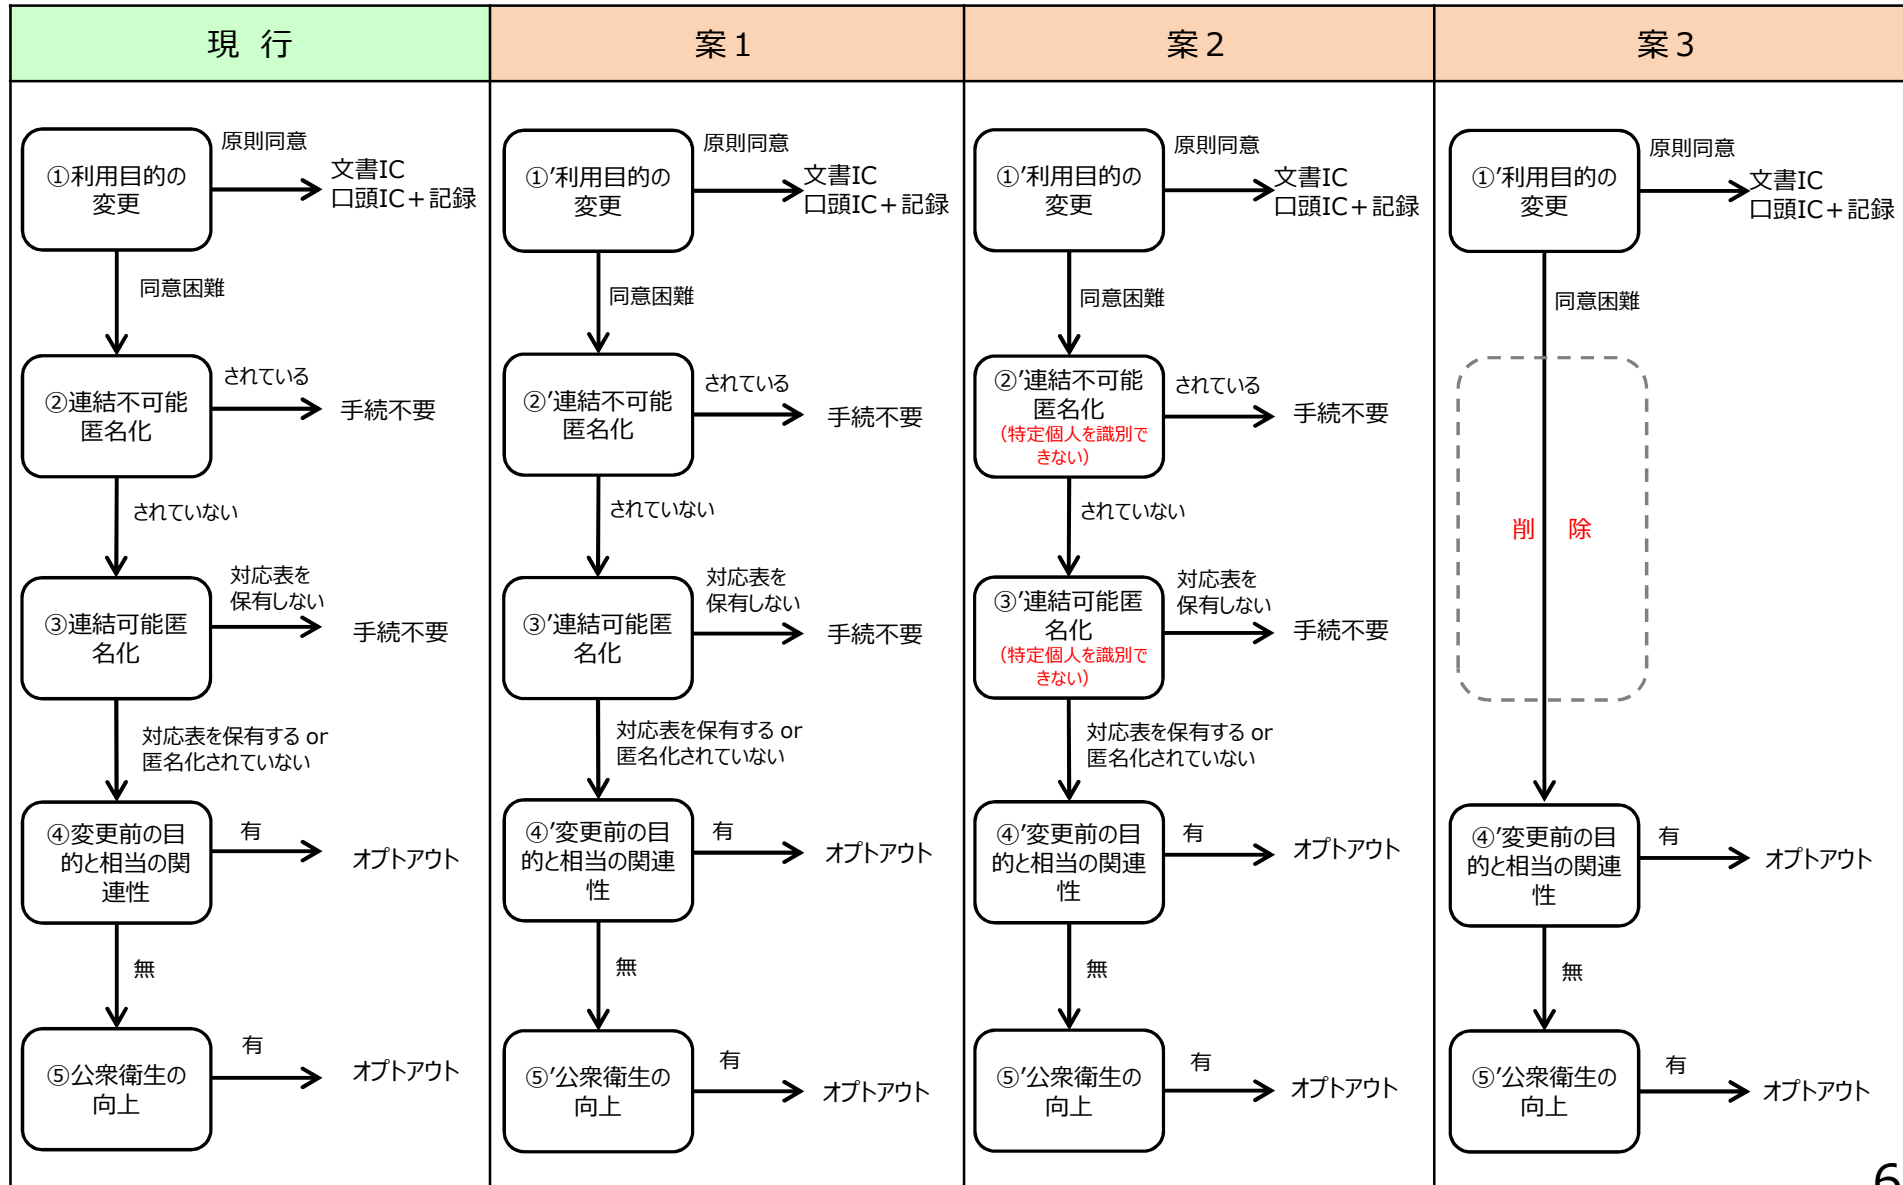 現 行
案１
案２
案３
①利用目的の
変更
原則同意
文書IC
口頭IC＋記録
同意困難
②連結不可能
匿名化
されている
手続不要
されていない
③連結可能匿
名化
対応表を
保有しない
手続不要
対応表を保有する or
匿名化されていない
④変更前の目
的と相当の関
連性
有
オプトアウト
無
⑤公衆衛生の
向上
有
オプトアウト
①’利用目的の
変更
原則同意
文書IC
口頭IC＋記録
同意困難
②’連結不可能
匿名化
されている
手続不要
されていない
③’連結可能匿
名化
対応表を
保有しない
手続不要
対応表を保有する or
匿名化されていない
④’変更前の目
的と相当の関連
性
有
オプトアウト
無
⑤’公衆衛生の
向上
有
オプトアウト
①’利用目的の
変更
原則同意
文書IC
口頭IC＋記録
同意困難
②’連結不可能
匿名化
（特定個人を識別で
きない）
されている
手続不要
されていない
③’連結可能匿
名化
（特定個人を識別で
きない）
対応表を
保有しない
手続不要
対応表を保有する or
匿名化されていない
④’変更前の目
的と相当の関連
性
有
オプトアウト
無
⑤’公衆衛生の
向上
有
オプトアウト
①’利用目的の
変更
原則同意
文書IC
口頭IC＋記録
同意困難
削 除
④’変更前の目
的と相当の関連
性
有
オプトアウト
無
⑤’公衆衛生の
向上
有
オプトアウト
6